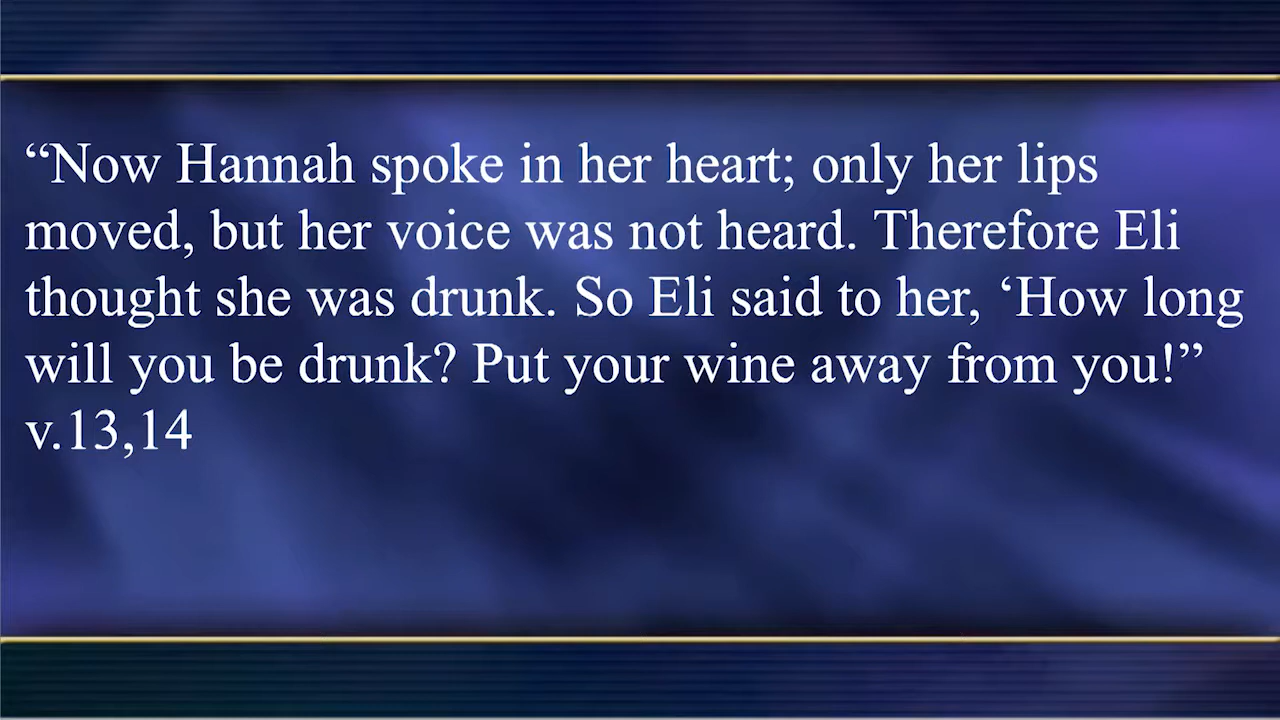 “Now Hannah spoke in her heart; only her lips
moved, but her voice was not heard. Therefore Eli
thought she was drunk. So Eli said to her, ‘How long
will you be drunk? Put your wine away from you!”
v.13,14